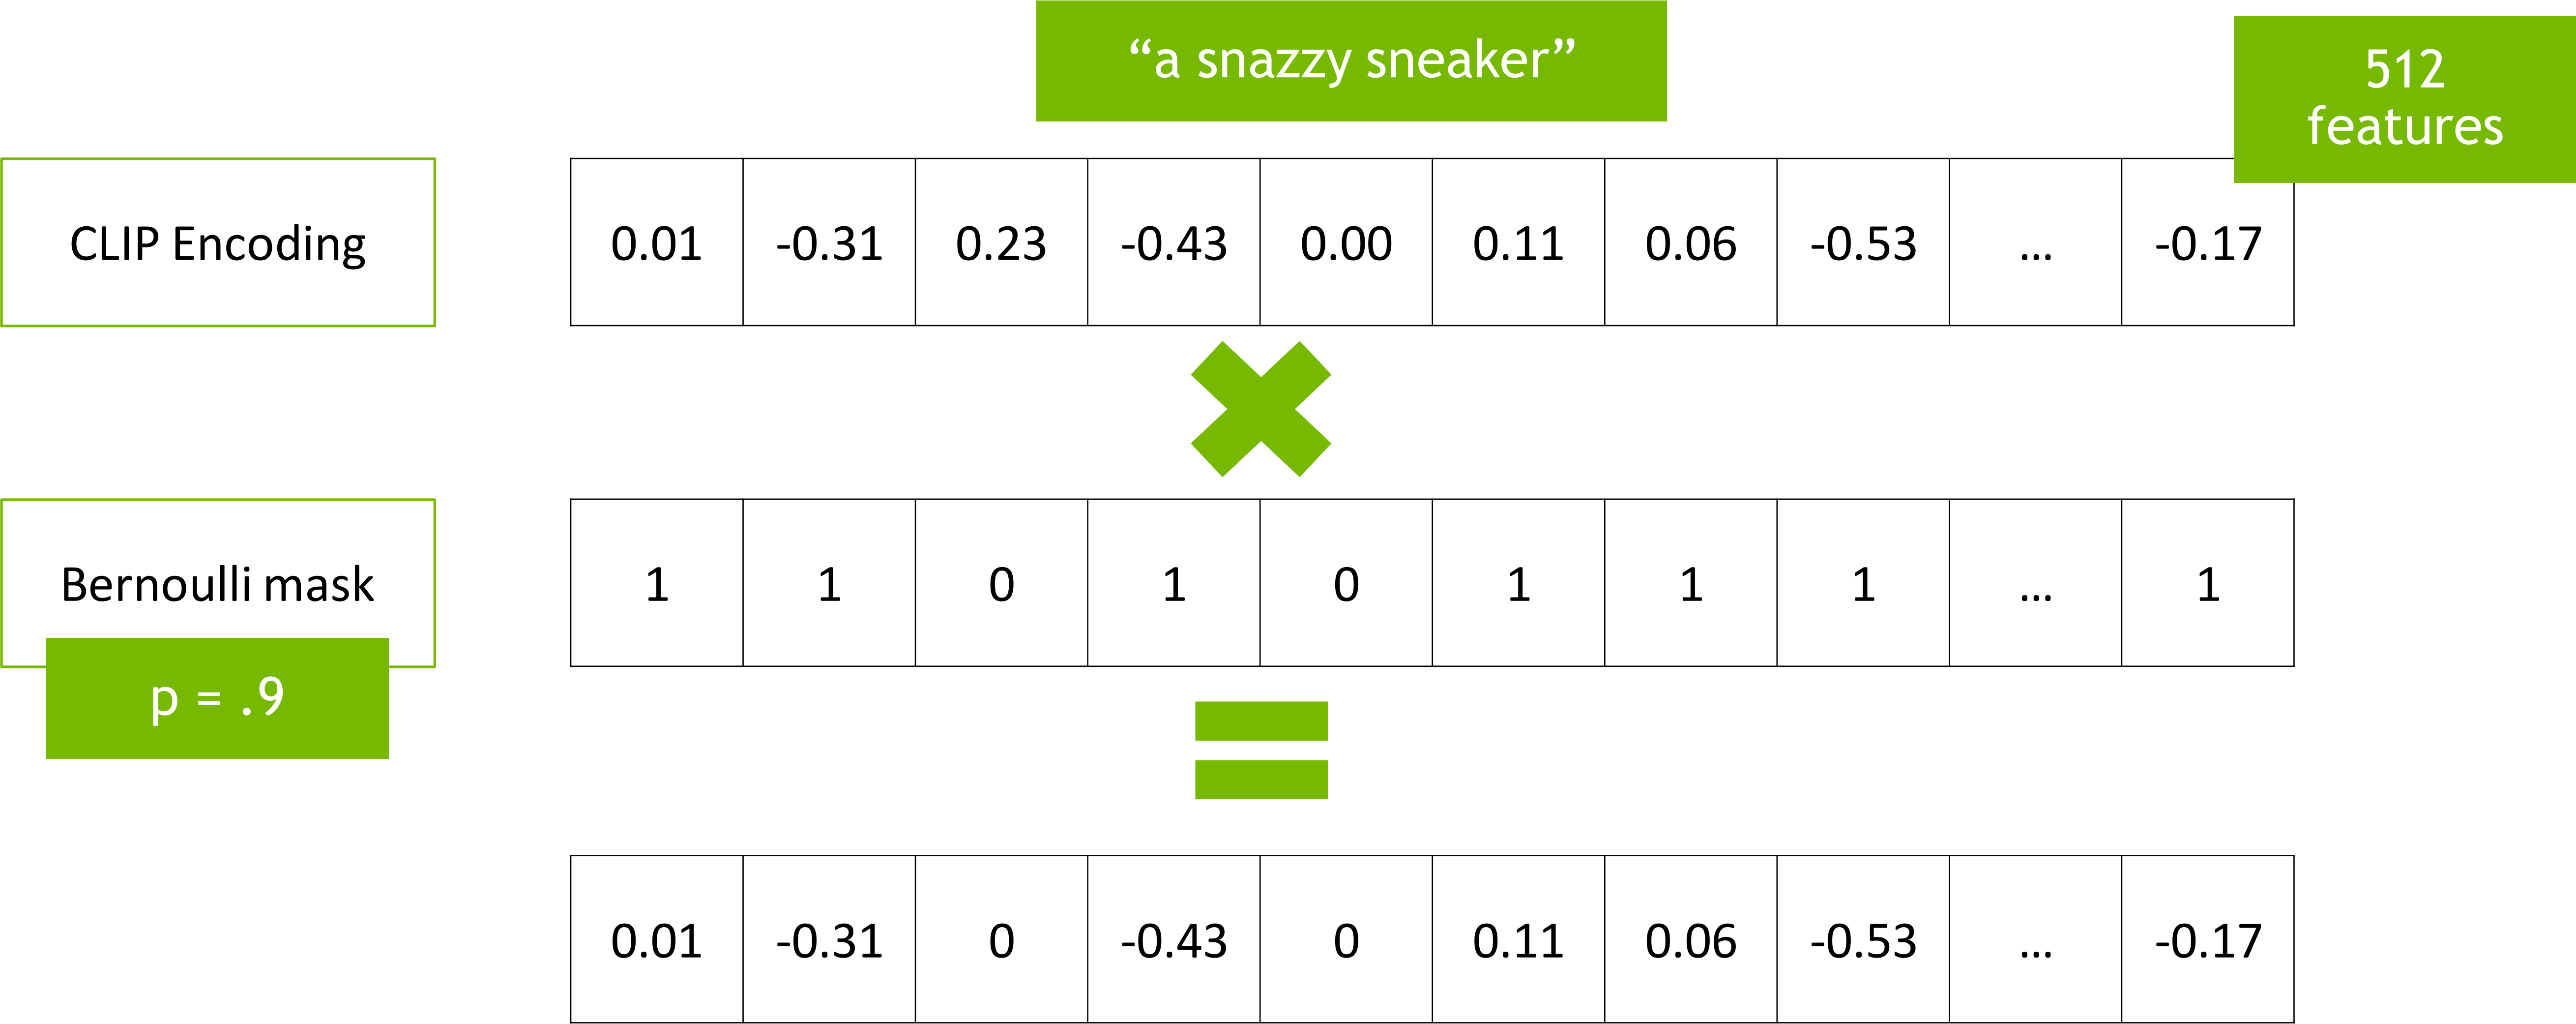 “a snazzy sneaker”
512
features
CLIP Encoding
0.01 -0.31 0.23 -0.43 0.00 0.11 0.06 -0.53 ... -0.17
Bernoulli mask
1 1 0 1 0 1 1 1 ... 1
p = .9
0.01 -0.31 0 -0.43 0 0.11 0.06 -0.53 ... -0.17